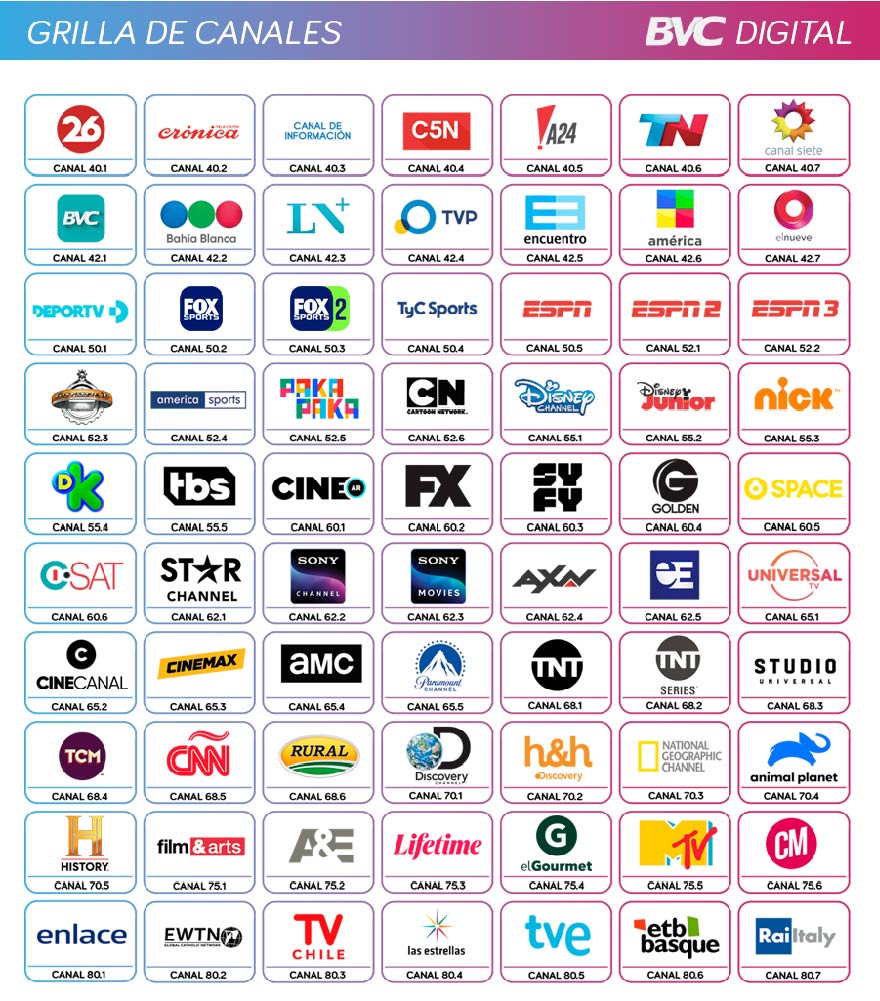 GRILLA DE CANALES
BVC DIGITAL
26
CANAL 40.1
crónica
TELEVISIÓN
CANAL 40.2
CANAL DE
INFORMACIÓN
CANAL 40.3
C5N
CANAL 40.4
A24
CANAL 40.5
TN
CANAL 40.6
canal siete
CANAL 40.7
BVC
CANAL 42.1
Bahía Blanca
CANAL 42.2
LN+
CANAL 42.3
TVP
CANAL 42.4
encuentro
CANAL 42.5
américa
CANAL 42.6
elnueve
CANAL 42.7
DEPORTV
CANAL 50.1
FOX
SPORTS
CANAL 50.2
FOX
SPORTS 2
CANAL 50.3
TyC Sports
CANAL 50.4
ESPN
CANAL 50.5
ESPN 2
CANAL 52.1
ESPN 3
CANAL 52.2
CANAL 52.3
america sports
CANAL 52.4
PAKA
PAKA
CANAL 52.5
CN
CARTOON NETWORK
CANAL 52.6
Disney
CHANNEL
CANAL 55.1
Disney
Junior
CANAL 55.2
nick
CANAL 55.3
DK
CANAL 55.4
tbs
CANAL 55.5
CINE AR
CANAL 60.1
FX
CANAL 60.2
SY
FY
CANAL 60.3
G
GOLDEN
CANAL 60.4
SPACE
CANAL 60.5
I·SAT
CANAL 60.6
STAR
CHANNEL
CANAL 62.1
SONY
CHANNEL
CANAL 62.2
SONY
MOVIES
CANAL 62.3
AXN
CANAL 62.4
eE
CANAL 62.5
UNIVERSAL
TV
CANAL 65.1
C
CINECANAL
CANAL 65.2
CINEMAX
CANAL 65.3
aMC
CANAL 65.4
Paramount
CHANNEL
CANAL 65.5
TNT
CANAL 68.1
TNT
SERIES
CANAL 68.2
STUDIO
UNIVERSAL
CANAL 68.3
TCM
CANAL 68.4
CÑN
CANAL 68.5
RURAL
CANAL 68.6
D
Discovery
CHANNEL
CANAL 70.1
h&h
Discovery
CANAL 70.2
NATIONAL
GEOGRAPHIC
CHANNEL
CANAL 70.3
animal planet
CANAL 70.4
H
HISTORY
CANAL 70.5
film&arts
CANAL 75.1
A&E
CANAL 75.2
Lifetime
CANAL 75.3
G
elGourmet
CANAL 75.4
MTV
CANAL 75.5
CM
CANAL 75.6
enlace
CANAL 80.1
EWTN
GLOBAL CATHOLIC NETWORK
CANAL 80.2
TV
CHILE
CANAL 80.3
las estrellas
CANAL 80.4
tve
CANAL 80.5
etb
basque
CANAL 80.6
Rai Italy
CANAL 80.7